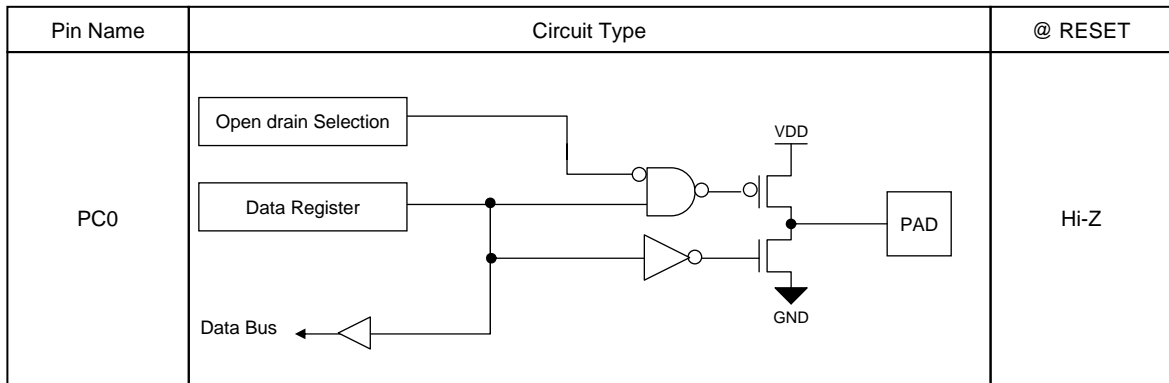 Pin Name
Circuit Type
@ RESET
PC0
Open drain Selection
Data Register
Data Bus
VDD
GND
PAD
Hi-Z